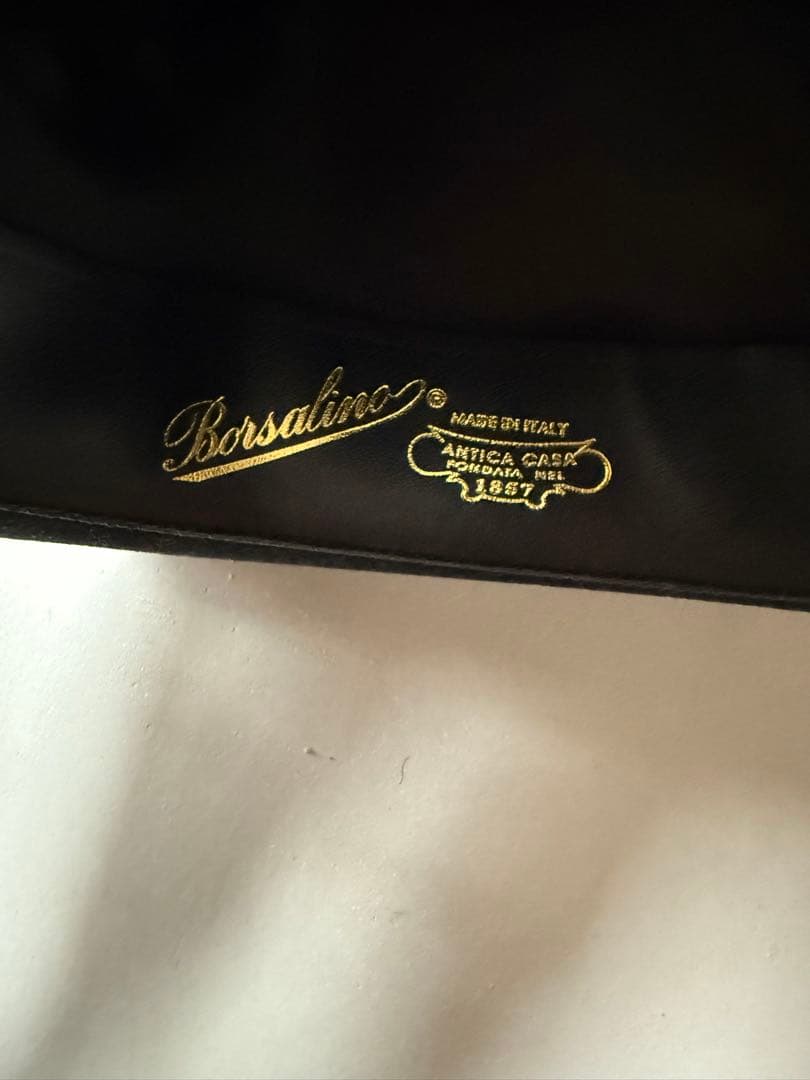 Borsalino ®
MADE IN ITALY
ANTICA CASA
FONDATA NEL
1857